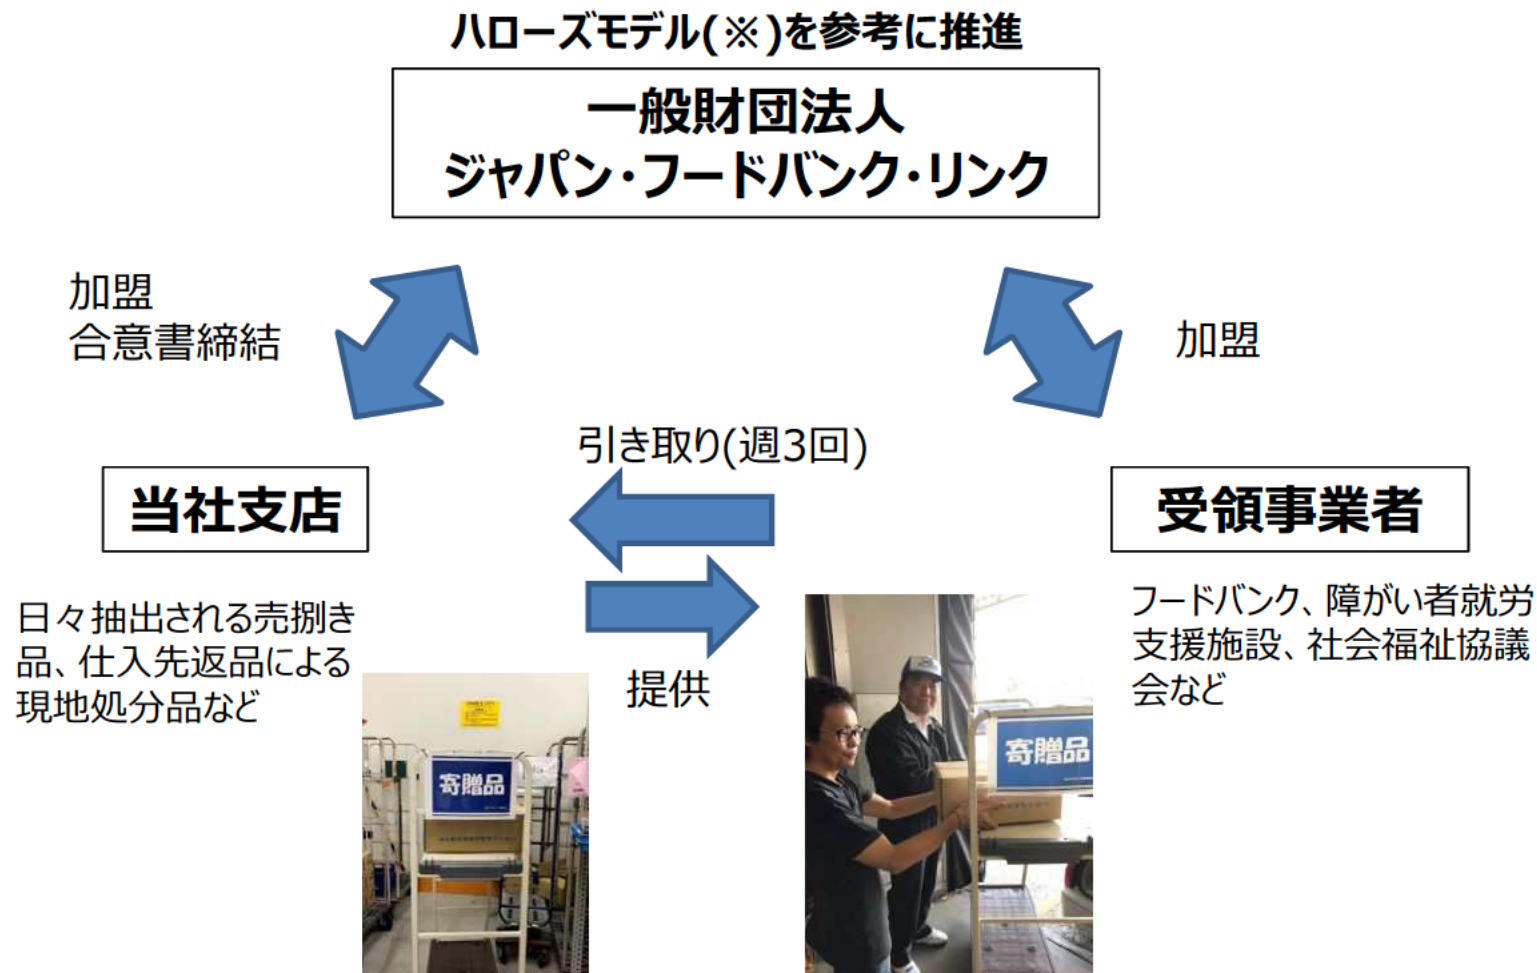 ハローズモデル(※)を参考に推進
一般財団法人
ジャパン・フードバンク・リンク
加盟
合意書締結
加盟
引き取り(週3回)
当社支店
受領事業者
日々抽出される売捌き
品、仕入先返品による
現地処分品など
提供
フードバンク、障がい者就労
支援施設、社会福祉協議
会など
寄贈品
寄贈品